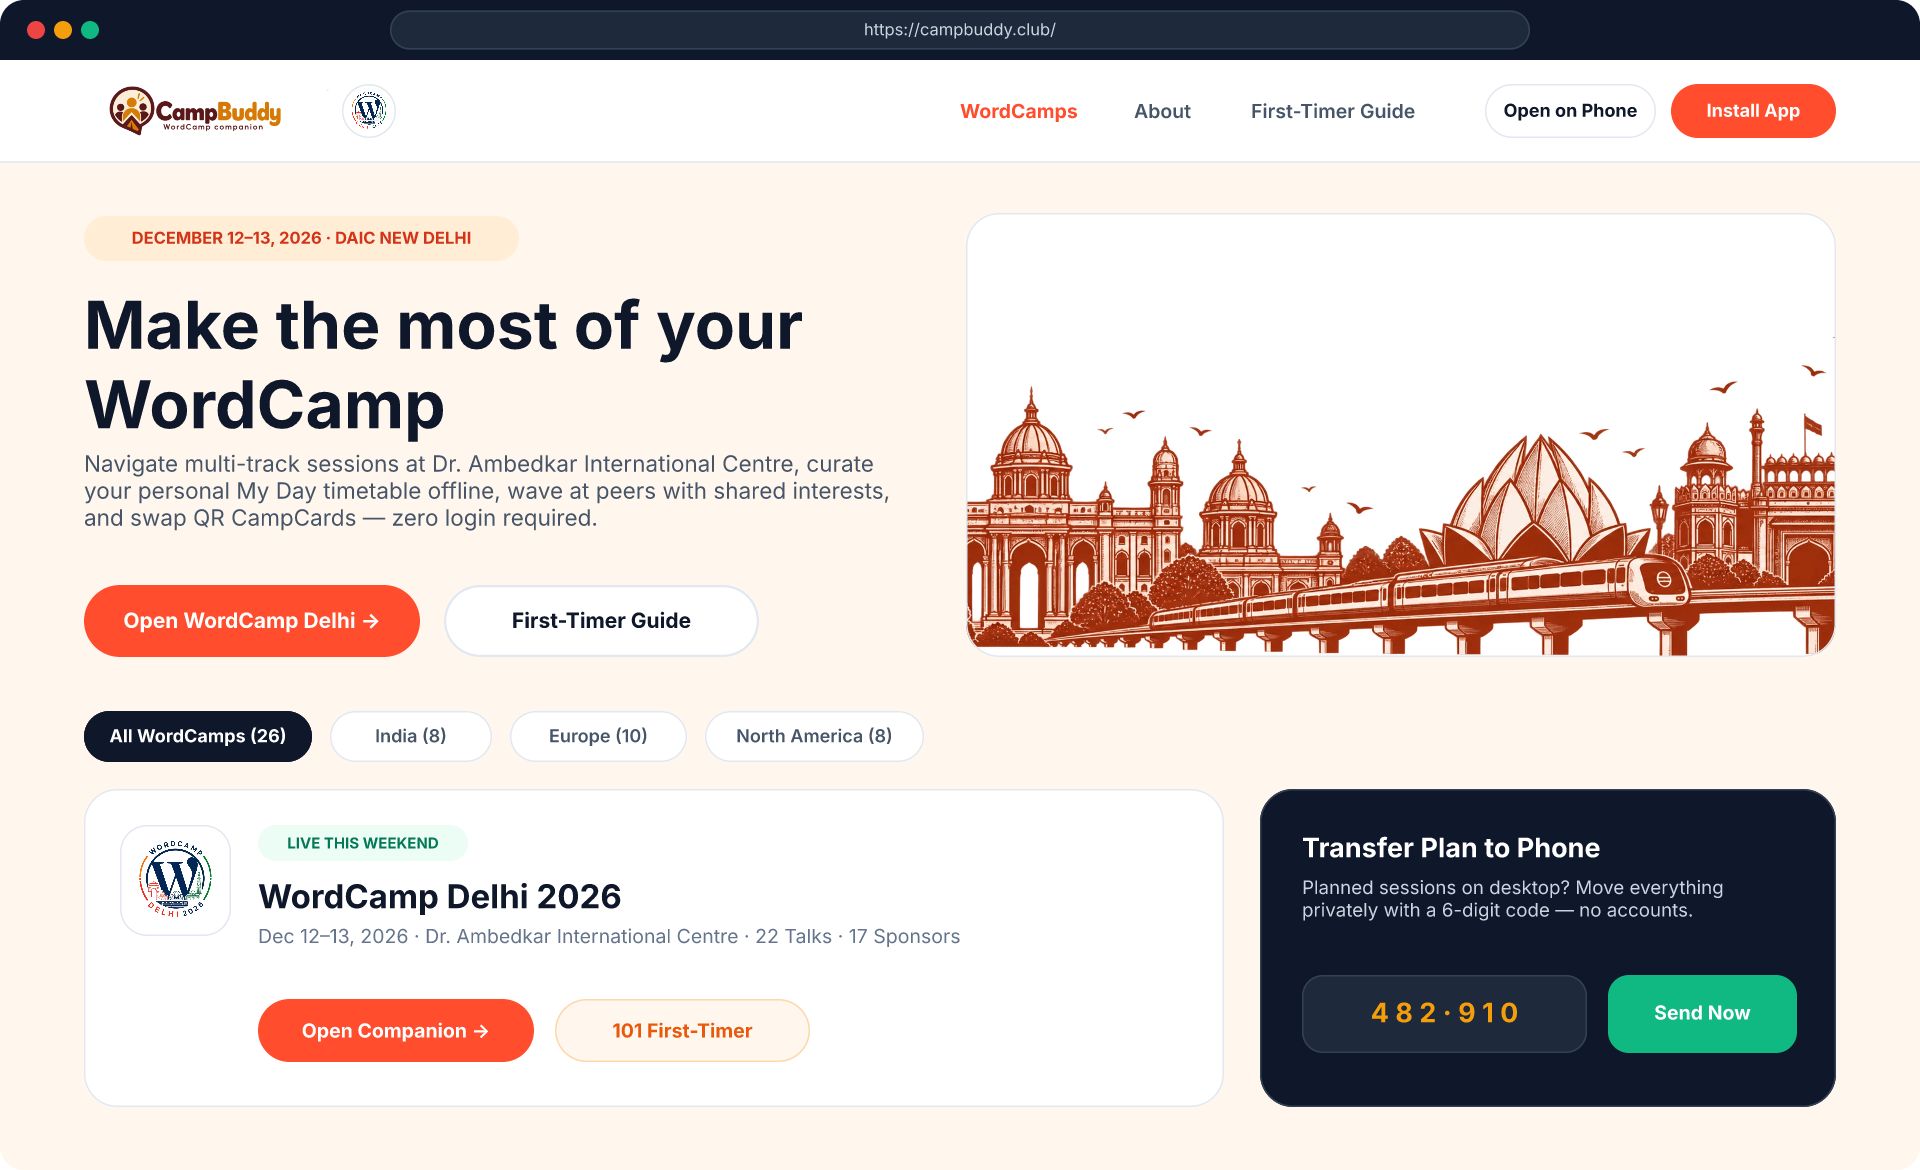 https://campbuddy.club/
CampBuddy
WordCamp companion
WordCamps
About
First-Timer Guide
Open on Phone
Install App
DECEMBER 12–13, 2026 · DAIC NEW DELHI
Make the most of your
WordCamp
Navigate multi-track sessions at Dr. Ambedkar International Centre, curate
your personal My Day timetable offline, wave at peers with shared interests,
and swap QR CampCards — zero login required.
Open WordCamp Delhi →
First-Timer Guide
All WordCamps (26)
India (8)
Europe (10)
North America (8)
WORDCAMP
W
DELHI 2026
LIVE THIS WEEKEND
WordCamp Delhi 2026
Dec 12–13, 2026 · Dr. Ambedkar International Centre · 22 Talks · 17 Sponsors
Open Companion →
101 First-Timer
Transfer Plan to Phone
Planned sessions on desktop? Move everything
privately with a 6-digit code — no accounts.
482·910
Send Now